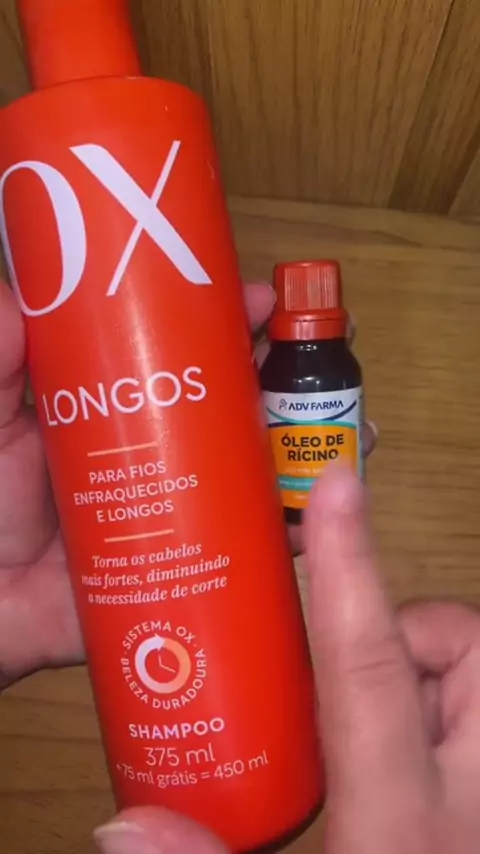 OX
LONGOS
PARA FIOS
ENFRAQUECIDOS
E LONGOS
Torna os cabelos
mais fortes, diminuindo
a necessidade de corte
SISTEMA OX
BELEZA DURADOURA
SHAMPOO
375 ml
+75 ml grátis = 450 ml
ADV FARMA
ÓLEO DE
RÍCINO